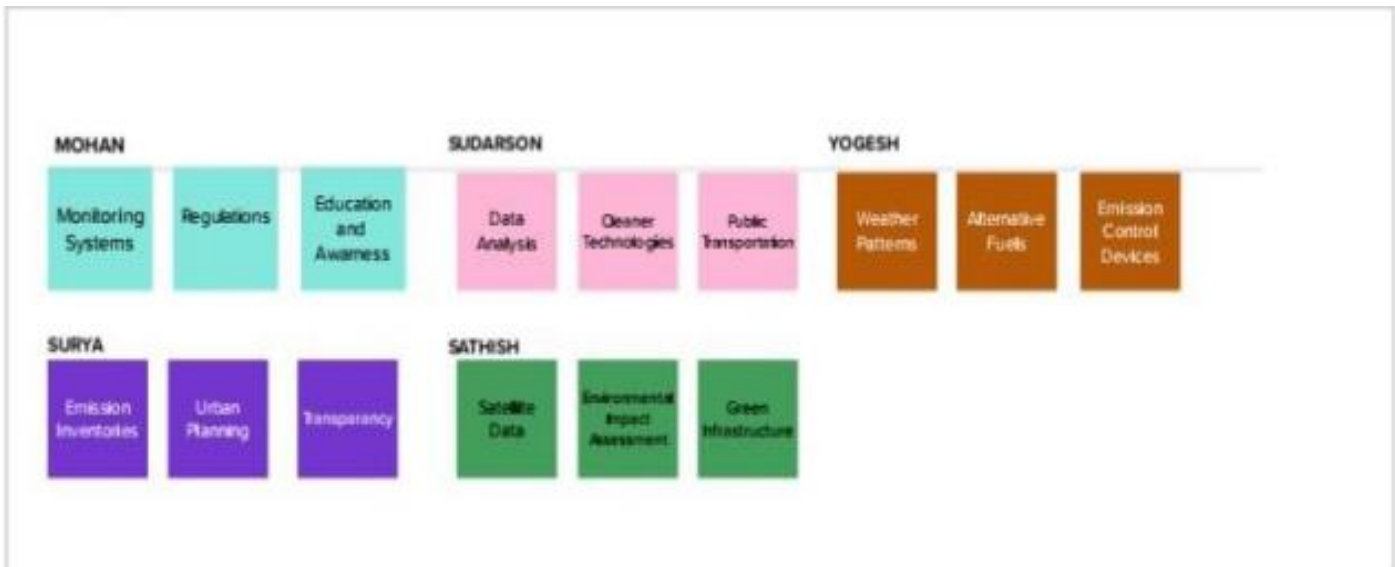 MOHAN
SUDARSON
YOGESH
Monitoring
Systems
Regulations
Education
and
Awarness
Data
Analysis
Cleaner
Technologies
Public
Transportation
Weather
Patterns
Alternative
Fuels
Emission
Control
Devices
SURYA
SATHISH
Emission
Inventories
Urban
Planning
Transparency
Satellite
Data
Environmental
Impact
Assessment
Green
Infrastructure